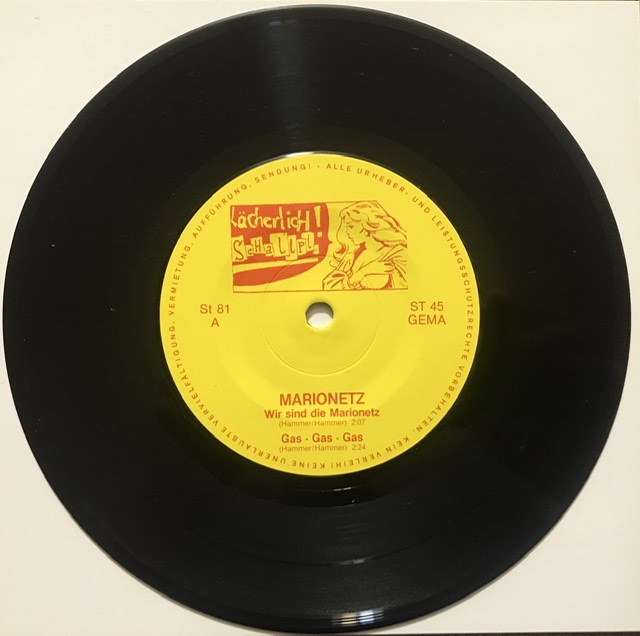 Lächerlich!
Schallpl.
St 81
A
ST 45
GEMA
MARIONETZ
Wir sind die Marionetz
(Hammer/Hammer) 2:07
Gas · Gas · Gas
(Hammer/Hammer) 2:24
ALLE URHEBER- UND LEISTUNGSSCHUTZRECHTE VORBEHALTEN. KEIN VERLEIH! KEINE UNERLAUBTE VERVIELFÄLTIGUNG, VERMIETUNG, AUFFÜHRUNG, SENDUNG! -